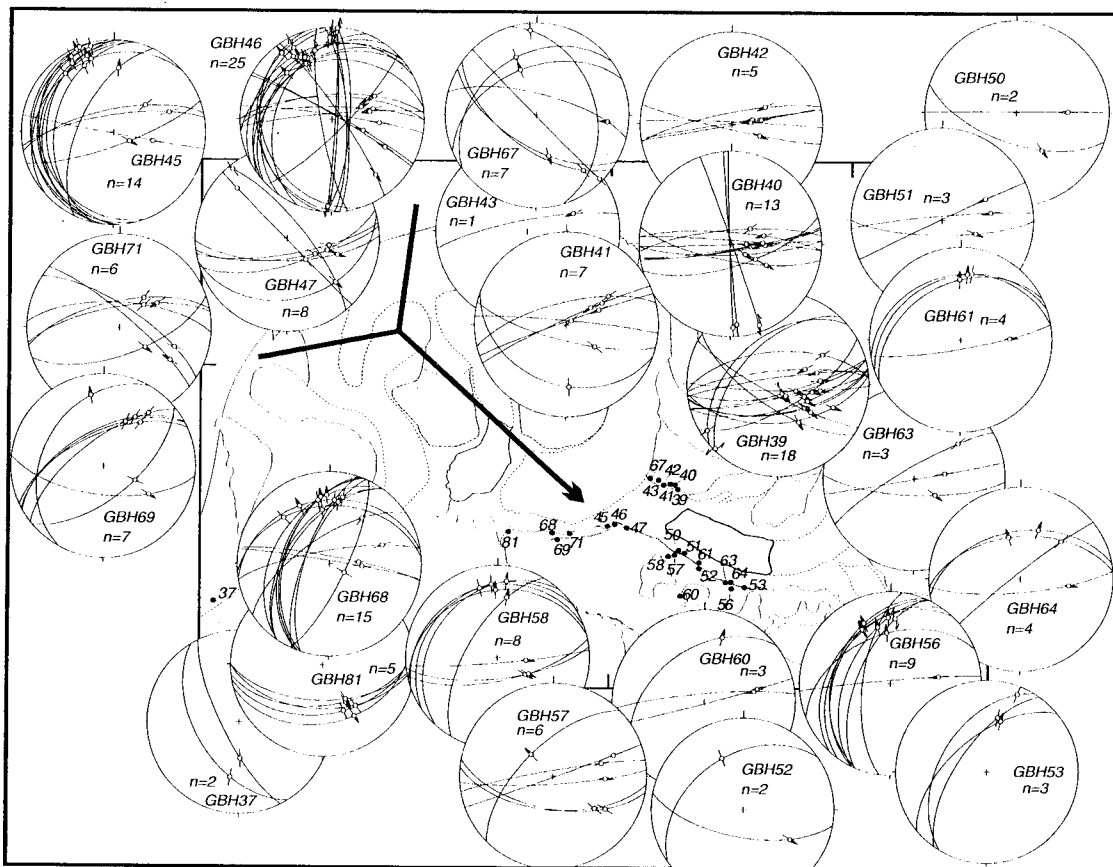 GBH46
n=25
GBH45
n=14
GBH67
n=7
GBH42
n=5
GBH50
n=2
GBH43
n=1
GBH40
n=13
GBH51
n=3
GBH71
n=6
GBH47
n=8
GBH41
n=7
GBH61
n=4
GBH39
n=18
GBH63
n=3
GBH69
n=7
67 42 40
43 41 39
45 46 47
81 68 69 71
50 51 61
58 57 52 63 64 53
60 56
37
GBH68
n=15
GBH58
n=8
GBH64
n=4
GBH81
n=5
GBH60
n=3
GBH56
n=9
GBH57
n=6
GBH52
n=2
GBH53
n=3
n=2
GBH37